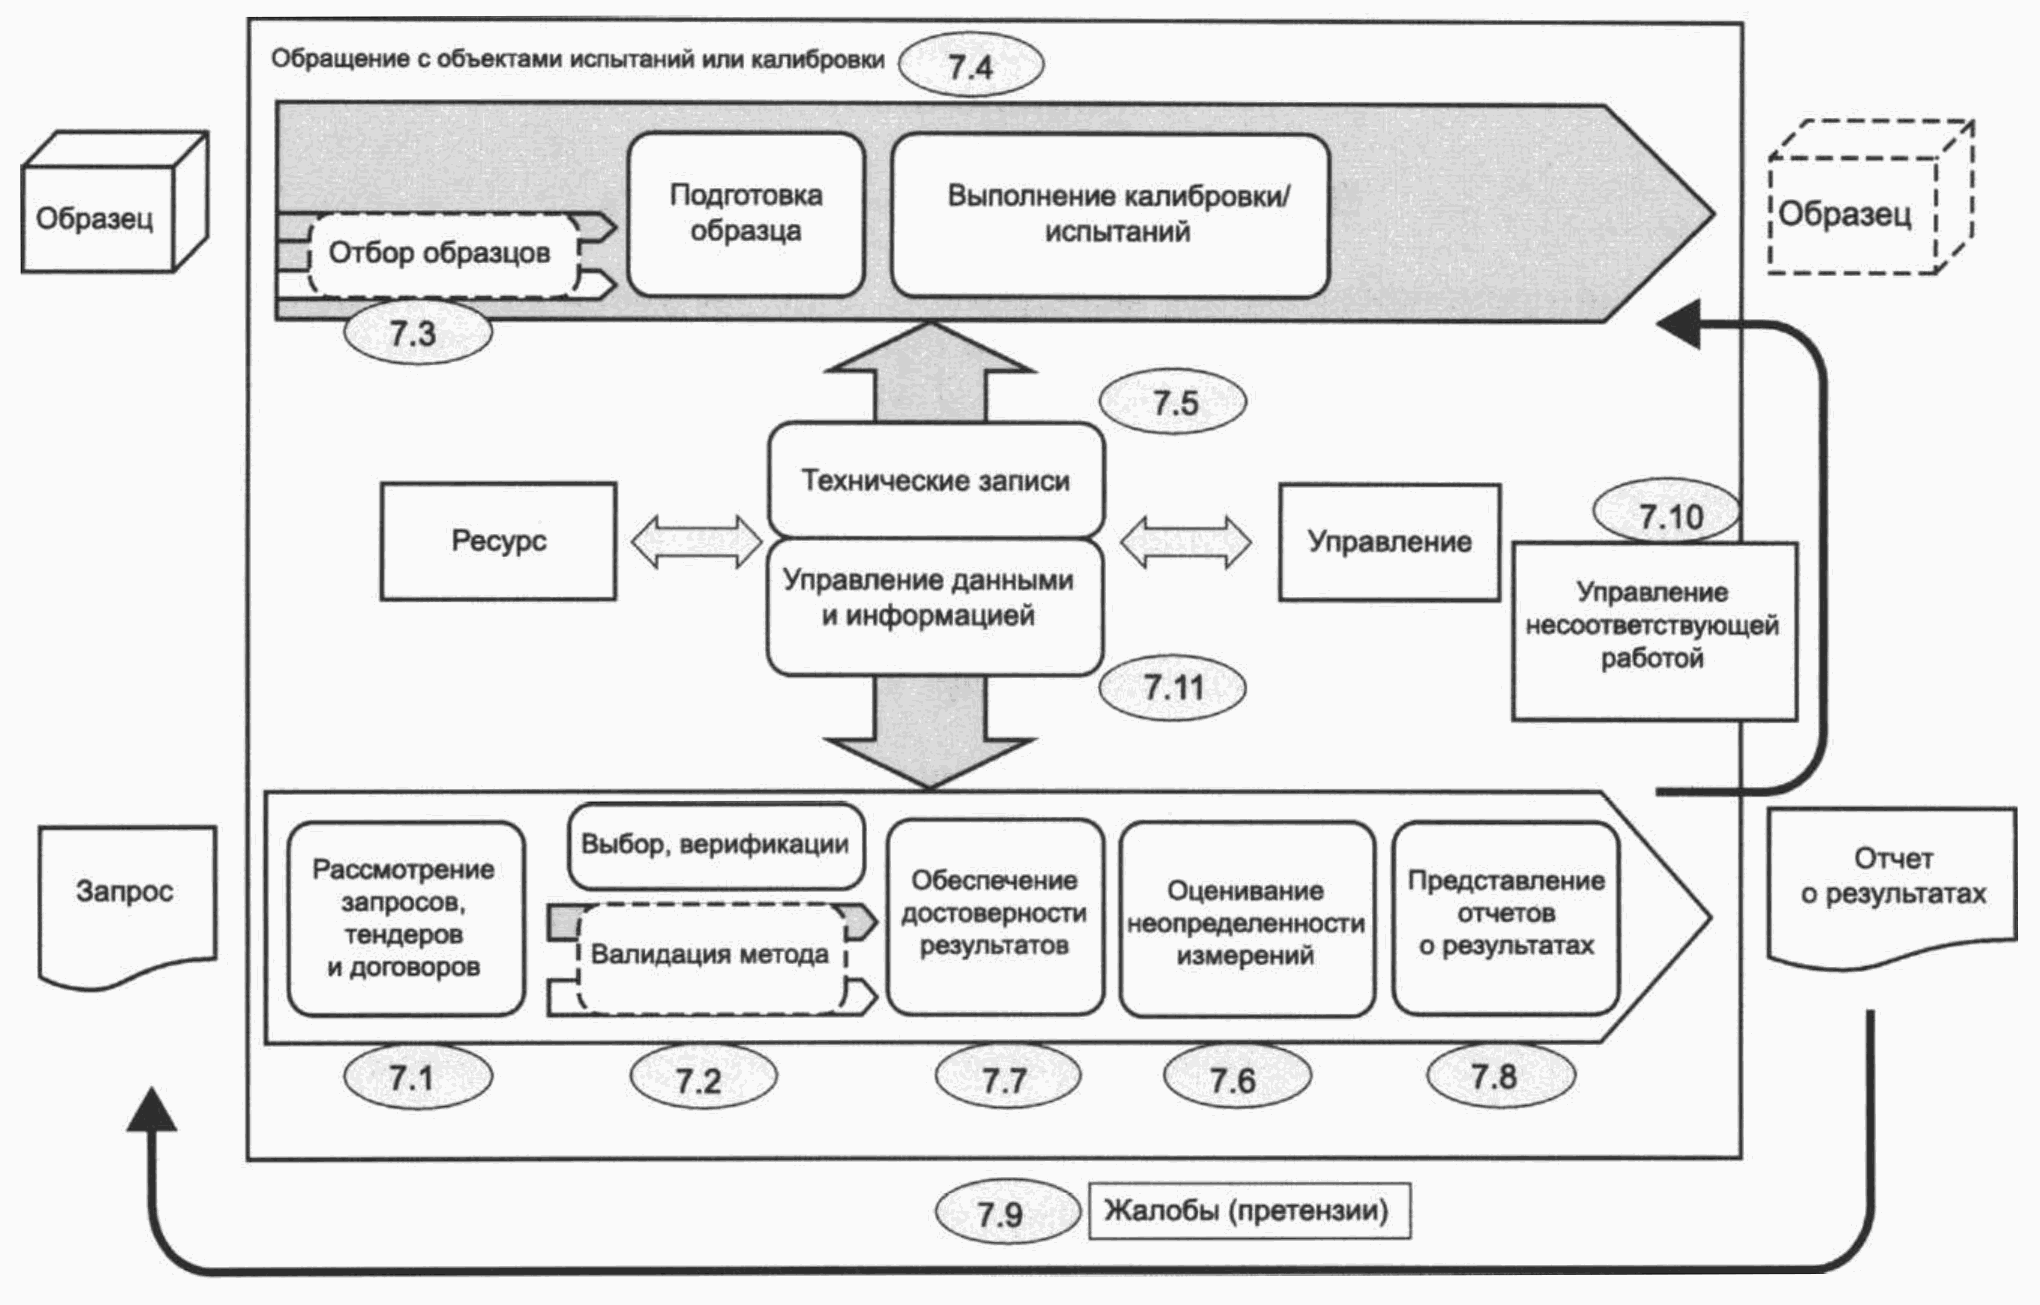 Обращение с объектами испытаний или калибровки
7.4
Образец
Отбор образцов
7.3
Подготовка
образца
Выполнение калибровки/
испытаний
Образец
7.5
Технические записи
Ресурс
Управление
7.10
Управление данными
и информацией
7.11
Управление
несоответствующей
работой
Запрос
Рассмотрение
запросов,
тендеров
и договоров
Выбор, верификации
Валидация метода
Обеспечение
достоверности
результатов
Оценивание
неопределенности
измерений
Представление
отчетов
о результатах
Отчет
о результатах
7.1
7.2
7.7
7.6
7.8
7.9
Жалобы (претензии)